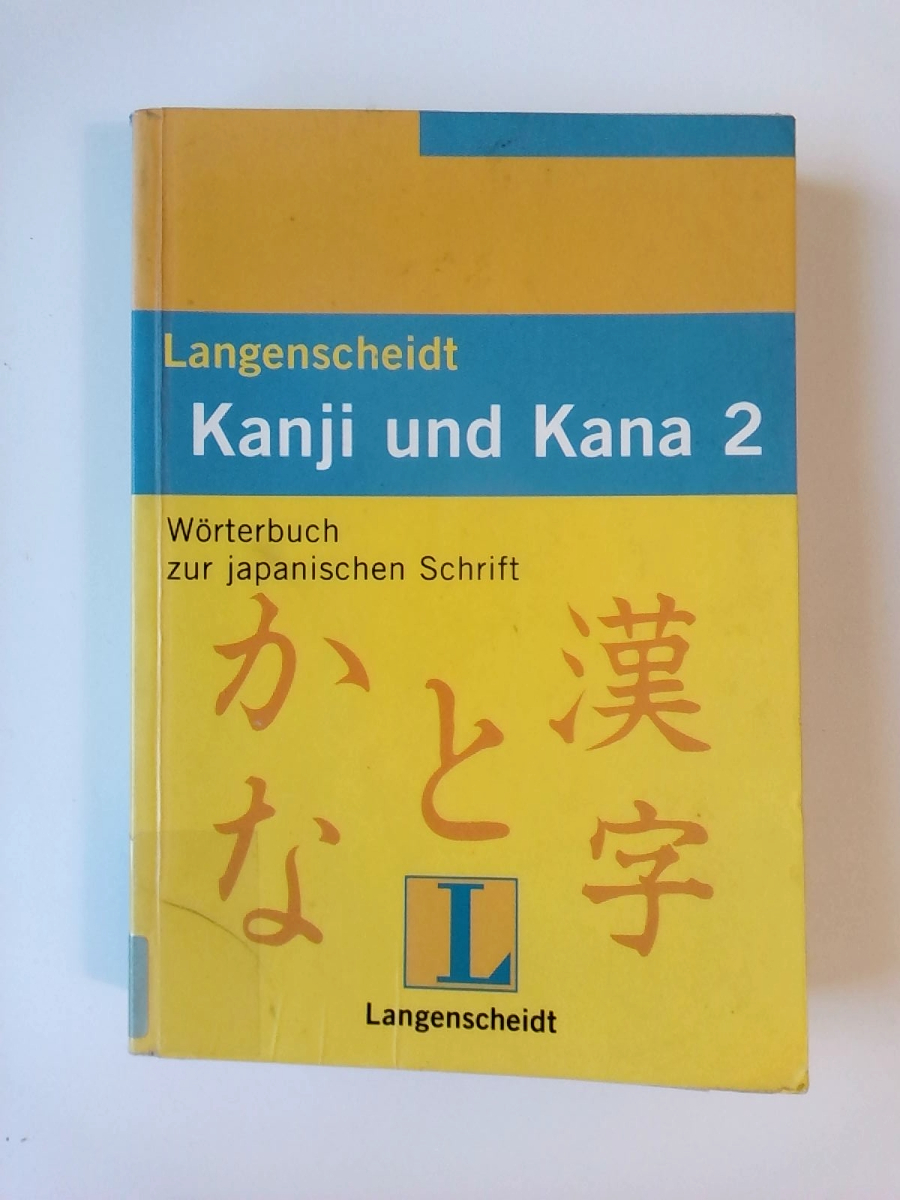 Langenscheidt
Kanji und Kana 2
Wörterbuch
zur japanischen Schrift
漢字
と
かな
L
Langenscheidt